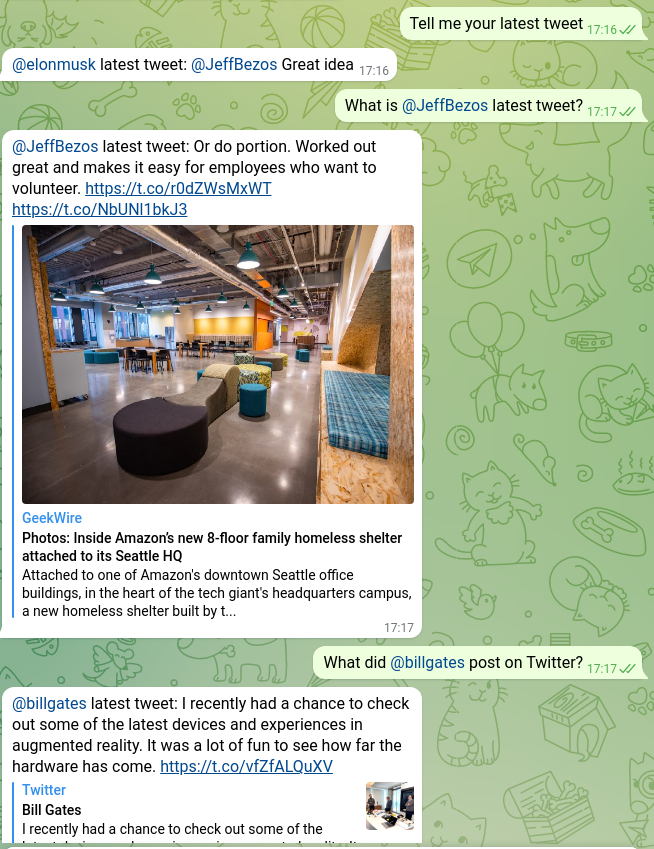 Tell me your latest tweet 17:16
@elonmusk latest tweet: @JeffBezos Great idea 17:16
What is @JeffBezos latest tweet? 17:17
@JeffBezos latest tweet: Or do portion. Worked out
great and makes it easy for employees who want to
volunteer. https://t.co/r0dZWsMxWT
https://t.co/NbUNI1bkJ3
GeekWire
Photos: Inside Amazon's new 8-floor family homeless shelter
attached to its Seattle HQ
Attached to one of Amazon's downtown Seattle office
buildings, in the heart of the tech giant's headquarters campus,
a new homeless shelter built by t...
17:17
What did @billgates post on Twitter? 17:17
@billgates latest tweet: I recently had a chance to check
out some of the latest devices and experiences in
augmented reality. It was a lot of fun to see how far the
hardware has come. https://t.co/vfZfALQuXV
Twitter
Bill Gates
I recently had a chance to check out some of the